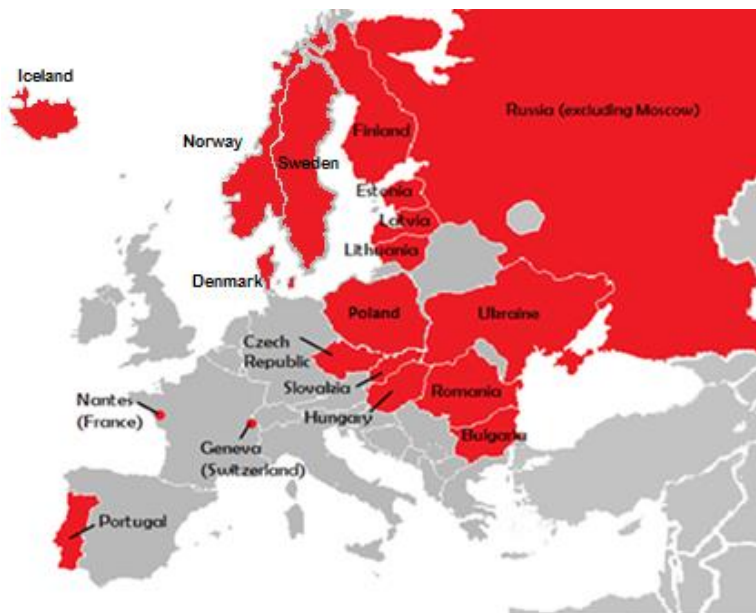 Iceland
Russia (excluding Moscow)
Norway
Finland
Sweden
Estonia
Latvia
Lithuania
Denmark
Poland
Ukraine
Czech
Republic
Slovakia
Romania
Nantes
(France)
Hungary
Bulgaria
Geneva
(Switzerland)
Portugal